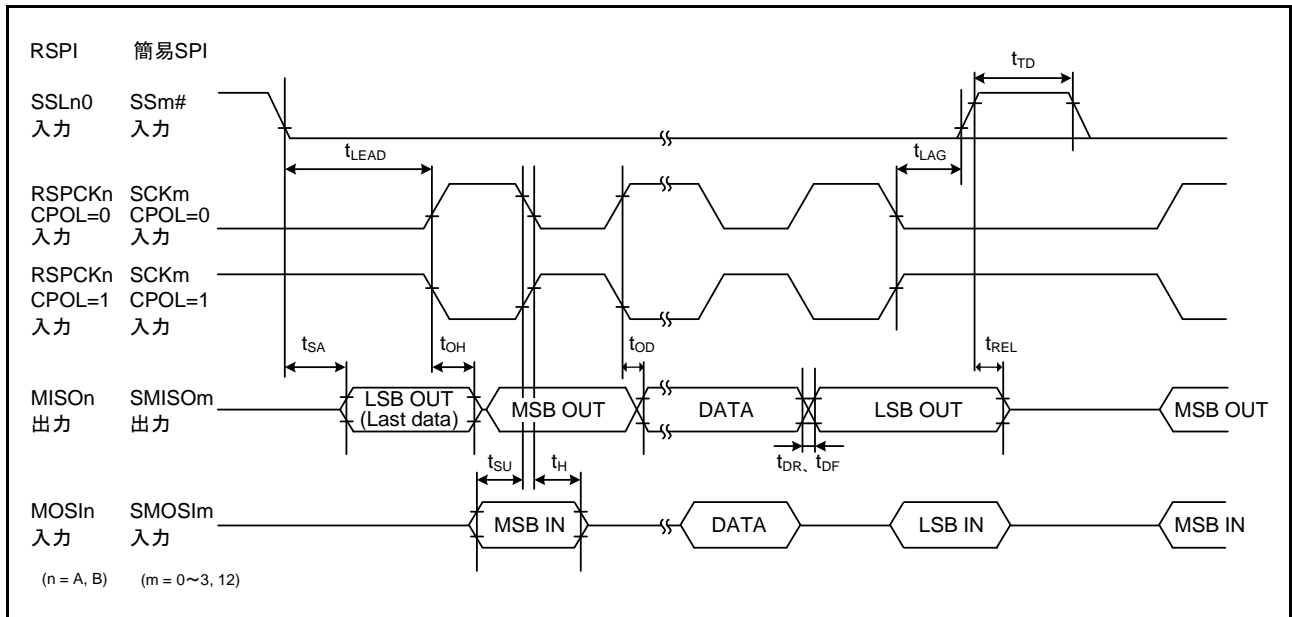 RSPI 簡易SPI
tTD
SSLn0 SSm#
入力 入力
tLEAD tLAG
RSPCKn SCKm
CPOL=0 CPOL=0
入力 入力
RSPCKn SCKm
CPOL=1 CPOL=1
入力 入力
tSA tOH tOD tREL
MISOn SMISOm
出力 出力
LSB OUT
(Last data)
MSB OUT DATA LSB OUT MSB OUT
tSU tH tDR、tDF
MOSIn SMOSIm
入力 入力
MSB IN DATA LSB IN MSB IN
(n = A, B) (m = 0～3, 12)